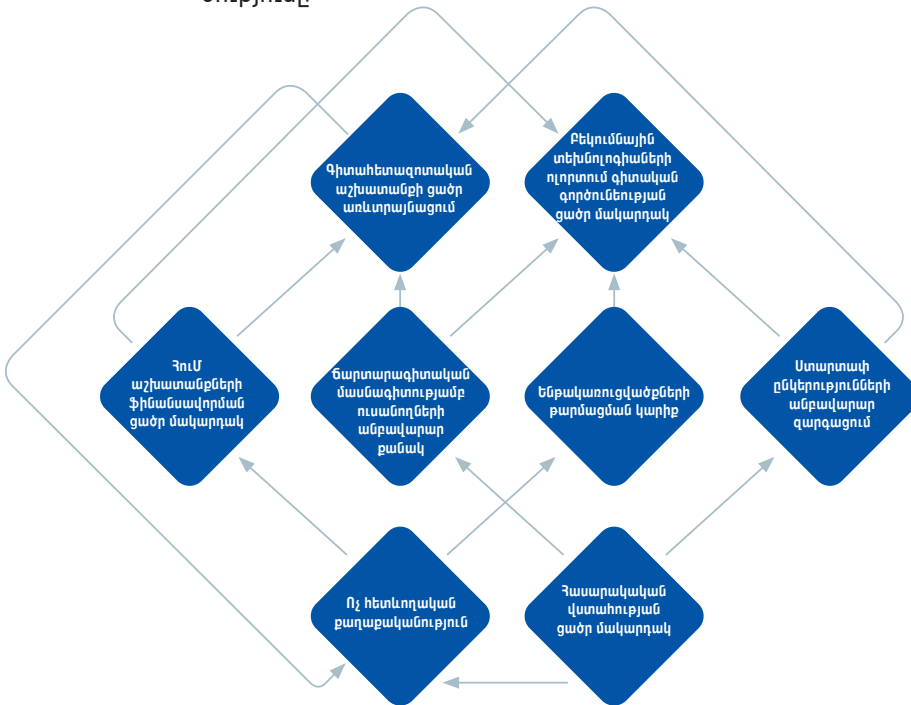 Գիտահետազոտական
աշխատանքի ցածր
առևտրայնացում
Բեկումնային
տեխնոլոգիաների
ոլորտում գիտական
գործունեության
ցածր մակարդակ
ՀուՄ
աշխատանքների
ֆինանսավորման
ցածր մակարդակ
Ճարտարագիտական
մասնագիտությամբ
ուսանողների
անբավարար
քանակ
Ենթակառուցվածքների
թարմացման կարիք
Ստարտափ
ընկերությունների
անբավարար
զարգացում
Ոչ հետևողական
քաղաքականություն
Հասարակական
վստահության
ցածր մակարդակ